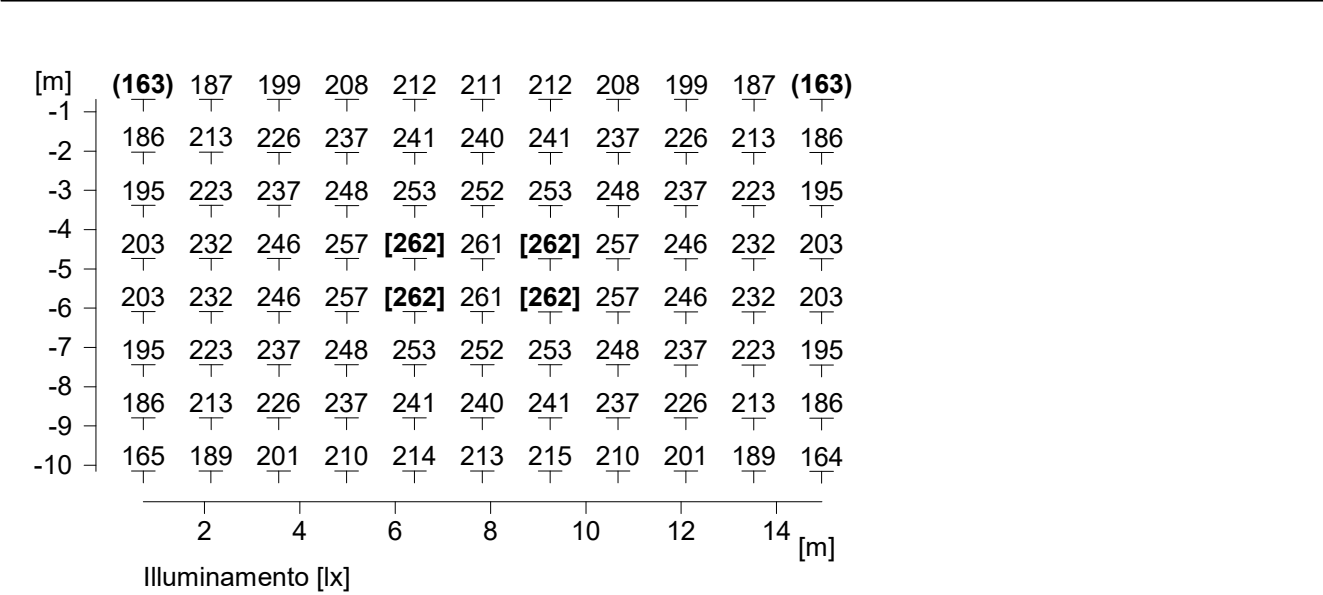 [m] (163) 187 199 208 212 211 212 208 199 187 (163)
-1
186 213 226 237 241 240 241 237 226 213 186
-2
-3 195 223 237 248 253 252 253 248 237 223 195
-4
203 232 246 257 [262] 261 [262] 257 246 232 203
-5
203 232 246 257 [262] 261 [262] 257 246 232 203
-6
-7 195 223 237 248 253 252 253 248 237 223 195
-8
186 213 226 237 241 240 241 237 226 213 186
-9
-10 165 189 201 210 214 213 215 210 201 189 164
2 4 6 8 10 12 14 [m]
Illuminamento [lx]